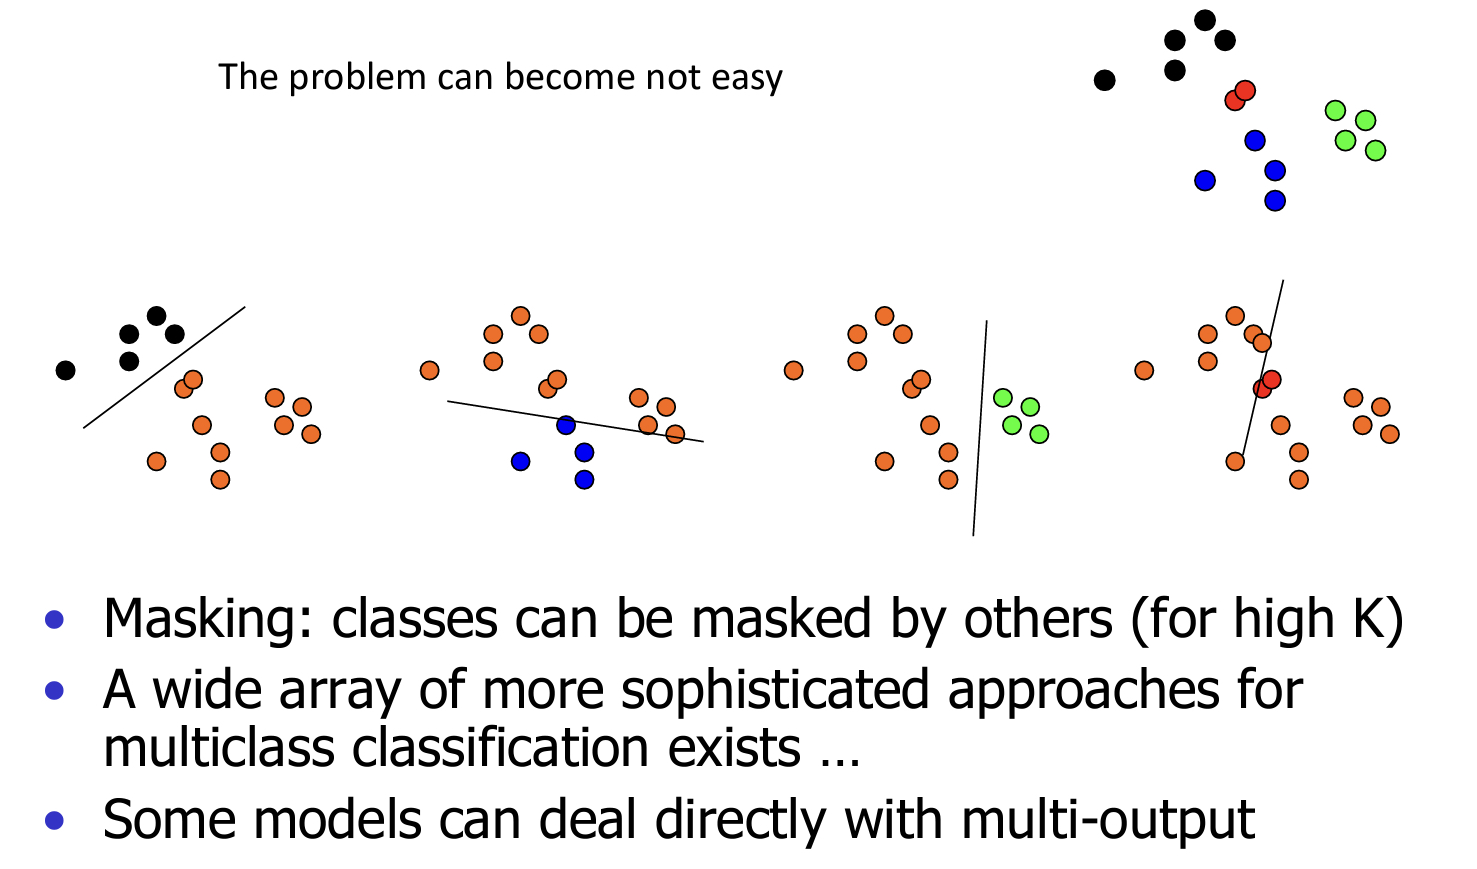 The problem can become not easy
• Masking: classes can be masked by others (for high K)
• A wide array of more sophisticated approaches for
multiclass classification exists ...
• Some models can deal directly with multi-output